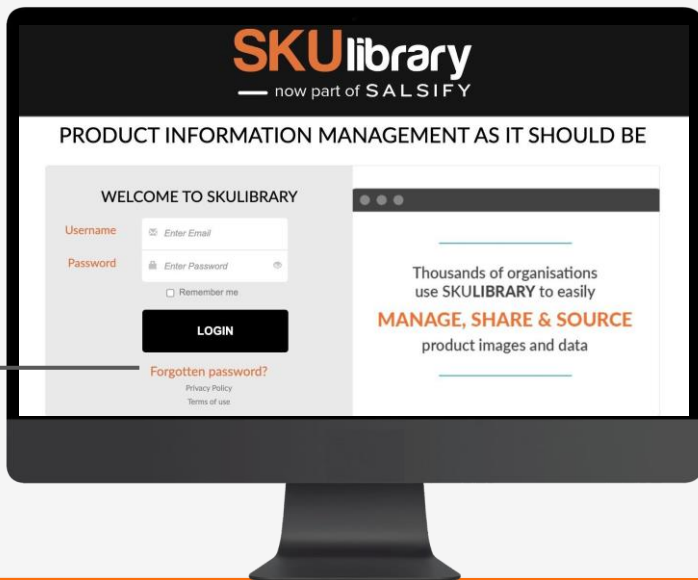 SKUlibrary
now part of SALSIFY
PRODUCT INFORMATION MANAGEMENT AS IT SHOULD BE
WELCOME TO SKULIBRARY
Username
Enter Email
Password
Enter Password
Remember me
LOGIN
Forgotten password?
Privacy Policy
Terms of use
Thousands of organisations
use SKULIBRARY to easily
MANAGE, SHARE & SOURCE
product images and data